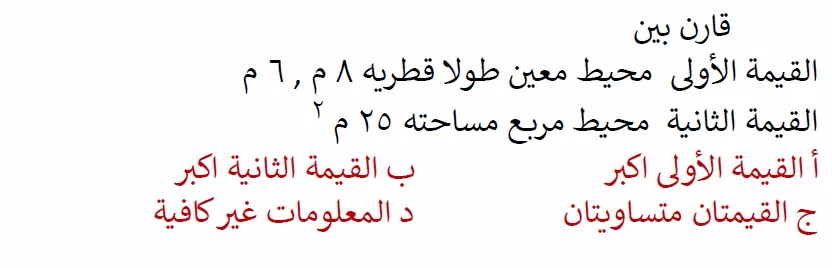 قارن بين
القيمة الأولى محيط معين طولا قطريه ٨ م , ٦ م
القيمة الثانية محيط مربع مساحته ٢٥ م ٢
أ القيمة الأولى اكبر ب القيمة الثانية اكبر
ج القيمتان متساويتان د المعلومات غير كافية